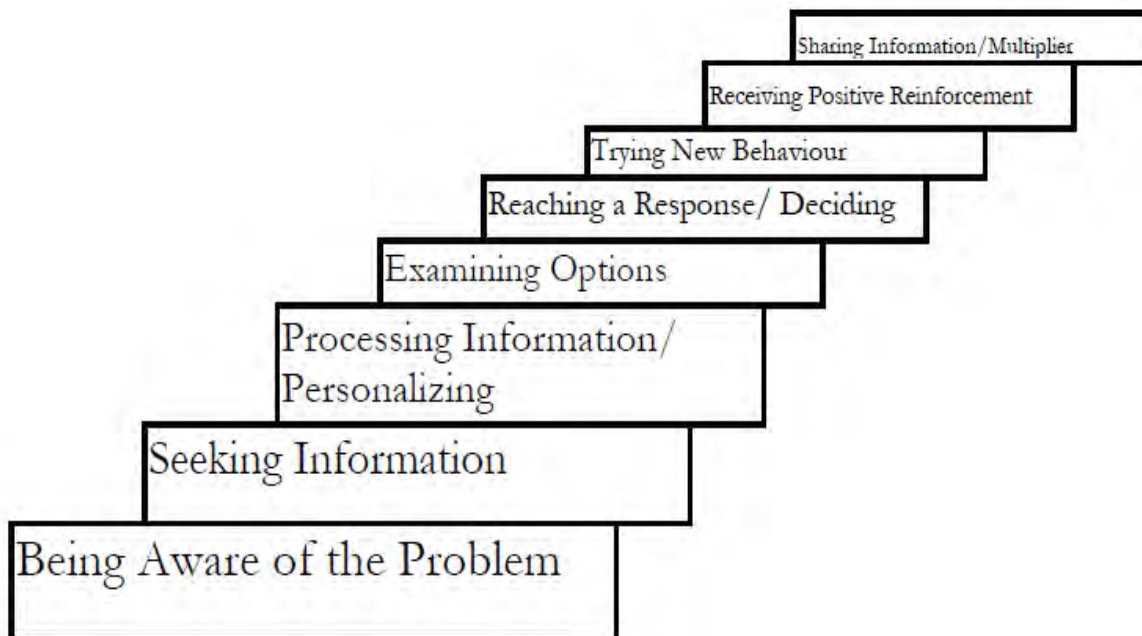 Sharing Information/Multiplier
Receiving Positive Reinforcement
Trying New Behaviour
Reaching a Response/ Deciding
Examining Options
Processing Information/
Personalizing
Seeking Information
Being Aware of the Problem